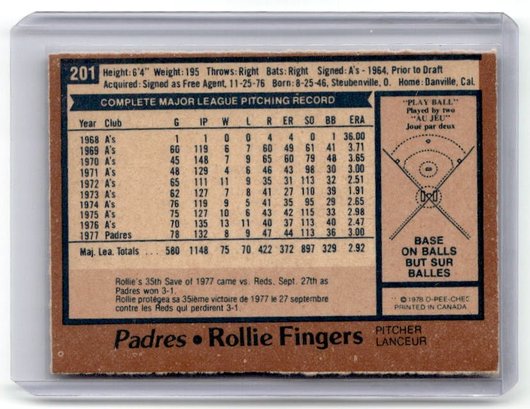 201 Height: 6'4" Weight: 195 Throws: Right Bats: Right Signed: A's - 1964, Prior to Draft
Acquired: Signed as Free Agent, 11-25-76 Born: 8-25-46, Steubenville, O. Home: Danville, Cal.
COMPLETE MAJOR LEAGUE PITCHING RECORD
Year Club G IP W L R ER SO BB ERA
1968 A's 1 1 0 0 4 4 0 1 36.00
1969 A's 60 119 6 7 60 49 61 41 3.71
1970 A's 45 148 7 9 65 60 79 48 3.65
1971 A's 48 129 4 6 46 43 98 30 3.00
1972 A's 65 111 11 9 35 31 113 32 2.51
1973 A's 62 127 7 8 41 27 110 39 1.91
1974 A's 76 119 9 5 41 35 95 29 2.65
1975 A's 75 127 10 6 43 42 115 33 2.98
1976 A's 70 135 13 11 53 37 113 40 2.47
1977 Padres 78 132 8 9 47 44 113 36 3.00
Maj. Lea. Totals ... 580 1148 75 70 422 372 897 329 2.92
Rollie's 35th Save of 1977 came vs. Reds, Sept. 27th as
Padres won 3-1.
Rollie protégea sa 35ième victoire de 1977 le 27 septembre
contre les Reds qui perdirent 3-1.
"PLAY BALL"
Played by two
"AU JEU"
Joué par deux
BASE
ON BALLS
BUT SUR
BALLES
© 1978 O-PEE-CHEE
PRINTED IN CANADA
Padres • Rollie Fingers PITCHER
LANCEUR